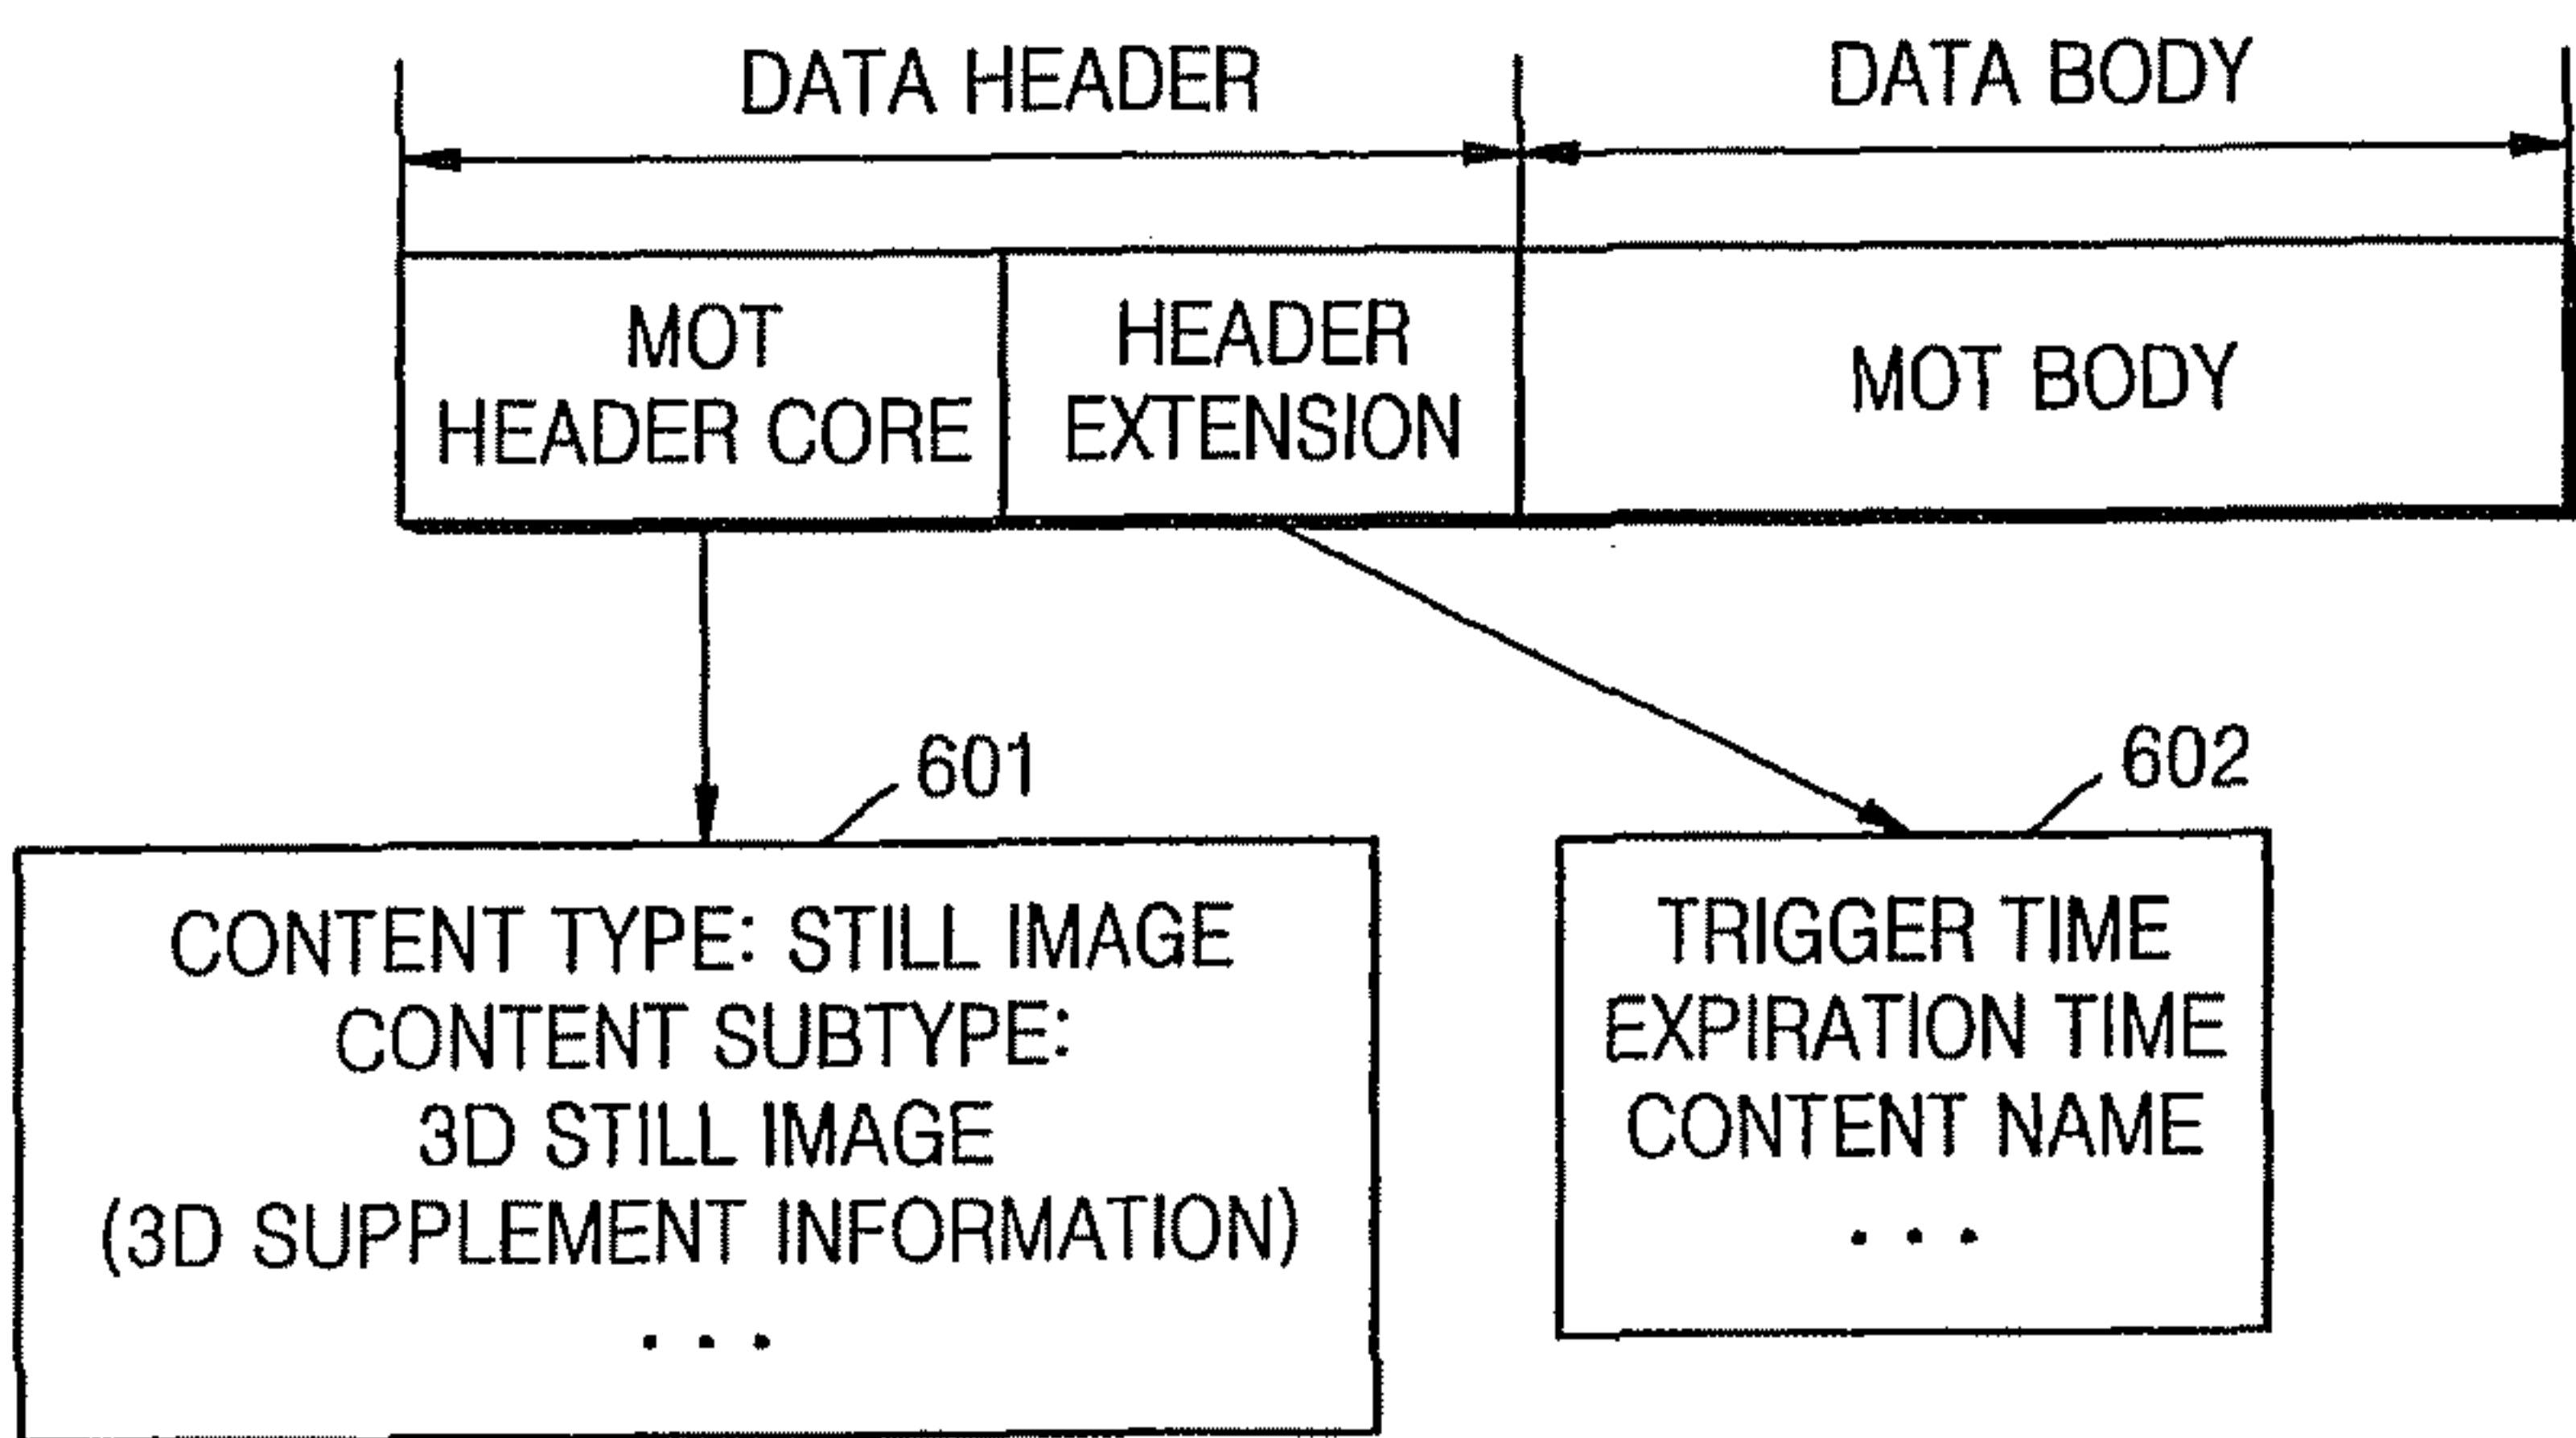 DATA HEADER
DATA BODY
MOT
HEADER CORE
HEADER
EXTENSION
MOT BODY
601
602
CONTENT TYPE: STILL IMAGE
CONTENT SUBTYPE:
3D STILL IMAGE
(3D SUPPLEMENT INFORMATION)
. . .
TRIGGER TIME
EXPIRATION TIME
CONTENT NAME
. . .